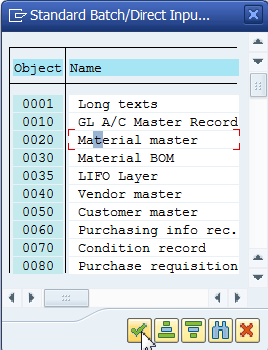 Standard Batch/Direct Inpu...
Object Name
0001 Long texts
0010 GL A/C Master Record
0020 Material master
0030 Material BOM
0035 LIFO Layer
0040 Vendor master
0050 Customer master
0060 Purchasing info rec.
0070 Condition record
0080 Purchase requisition